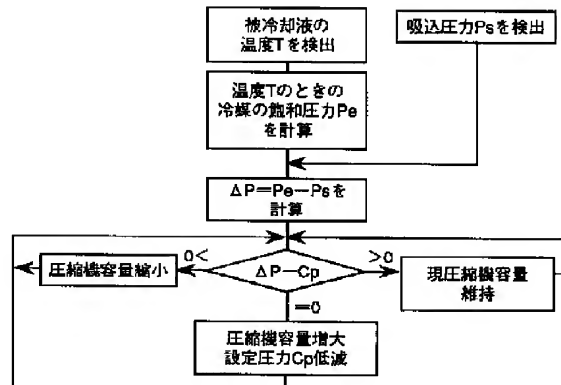 被冷却液の
温度Tを検出
吸込圧力Psを検出
温度Tのときの
冷媒の飽和圧力Pe
を計算
ΔP=Pe-Psを
計算
0<
>0
圧縮機容量縮小
ΔP-Cp
現圧縮機容量
維持
=0
圧縮機容量増大
設定圧力Cp低減